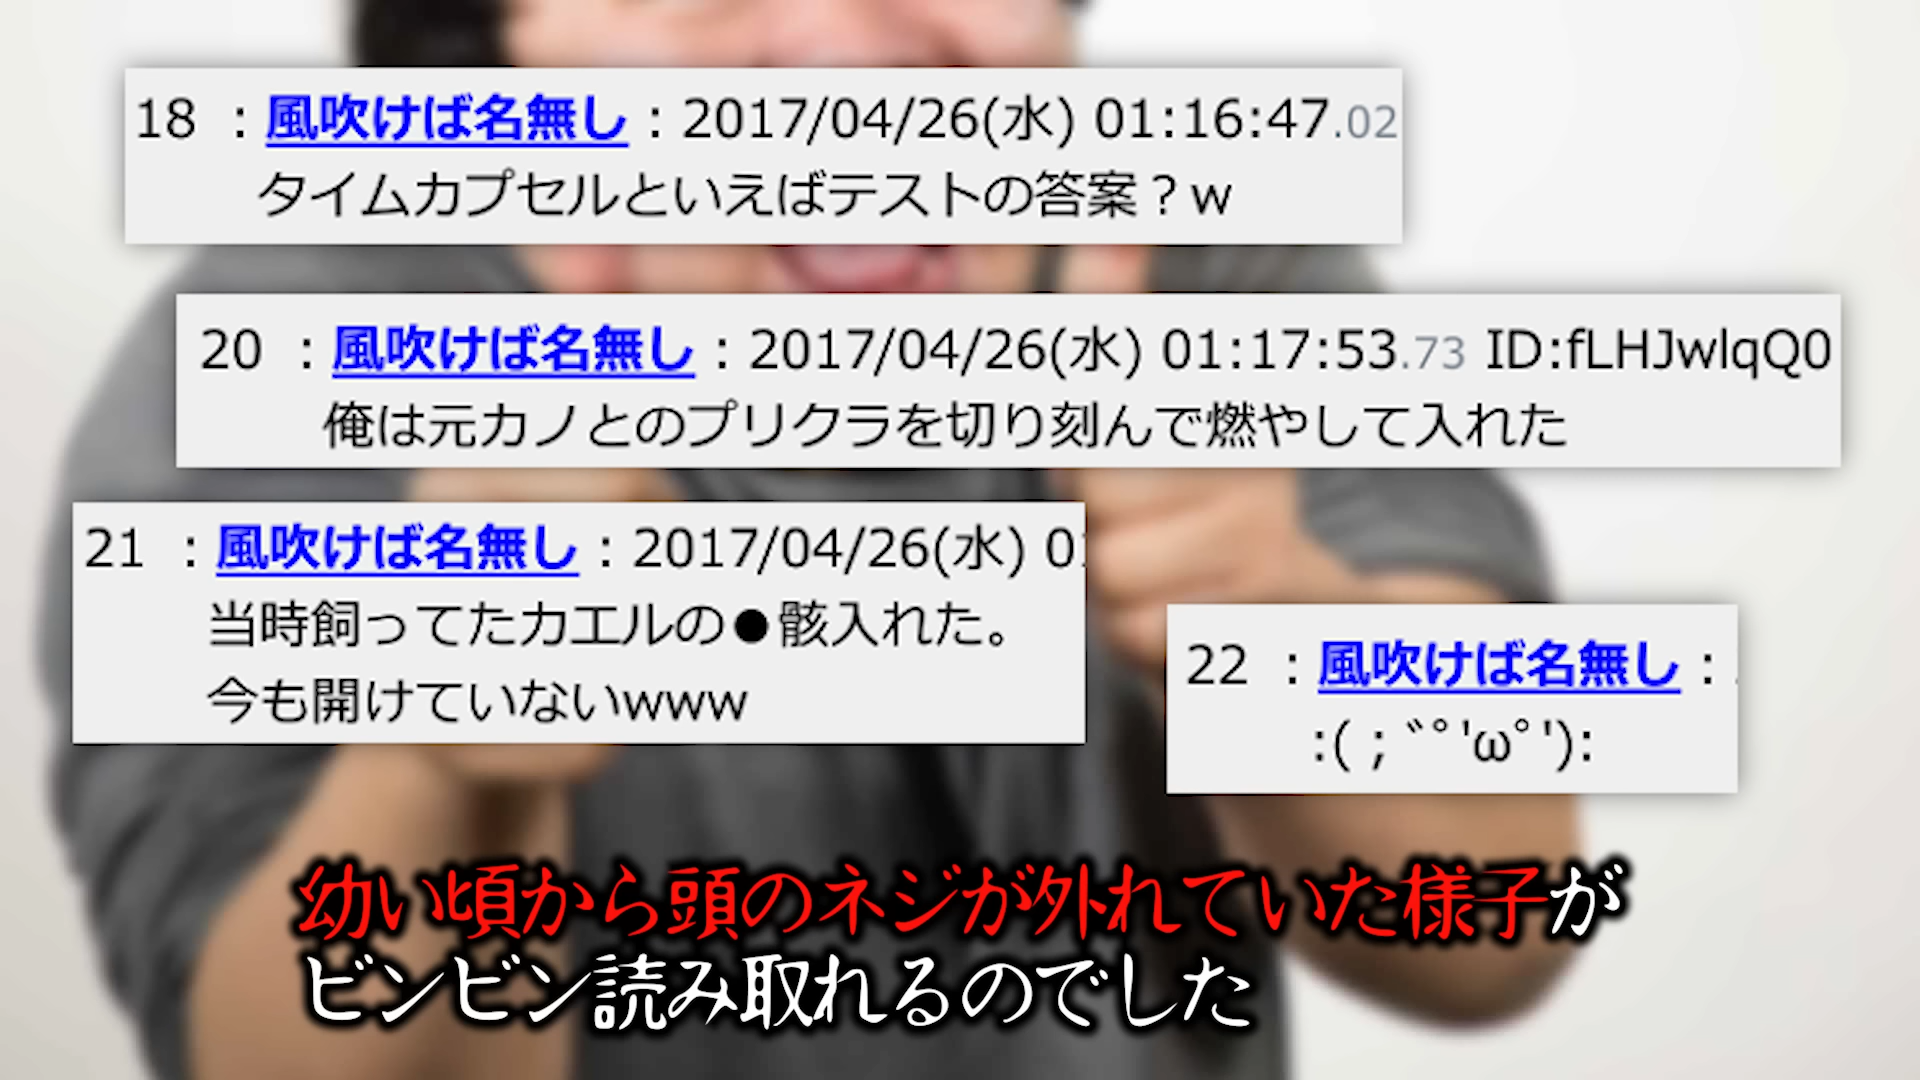 18 ：風吹けば名無し：2017/04/26(水) 01:16:47.02
タイムカプセルといえばテストの答案？w
20 ：風吹けば名無し：2017/04/26(水) 01:17:53.73 ID:fLHJwlqQ0
俺は元カノとのプリクラを切り刻んで燃やして入れた
21 ：風吹けば名無し：2017/04/26(水) 0
当時飼ってたカエルの●骸入れた。
今も開けていないwww
22 ：風吹けば名無し：
:(；゙゚'ω゚'):
幼い頃から頭のネジが外れていた様子が
ビンビン読み取れるのでした